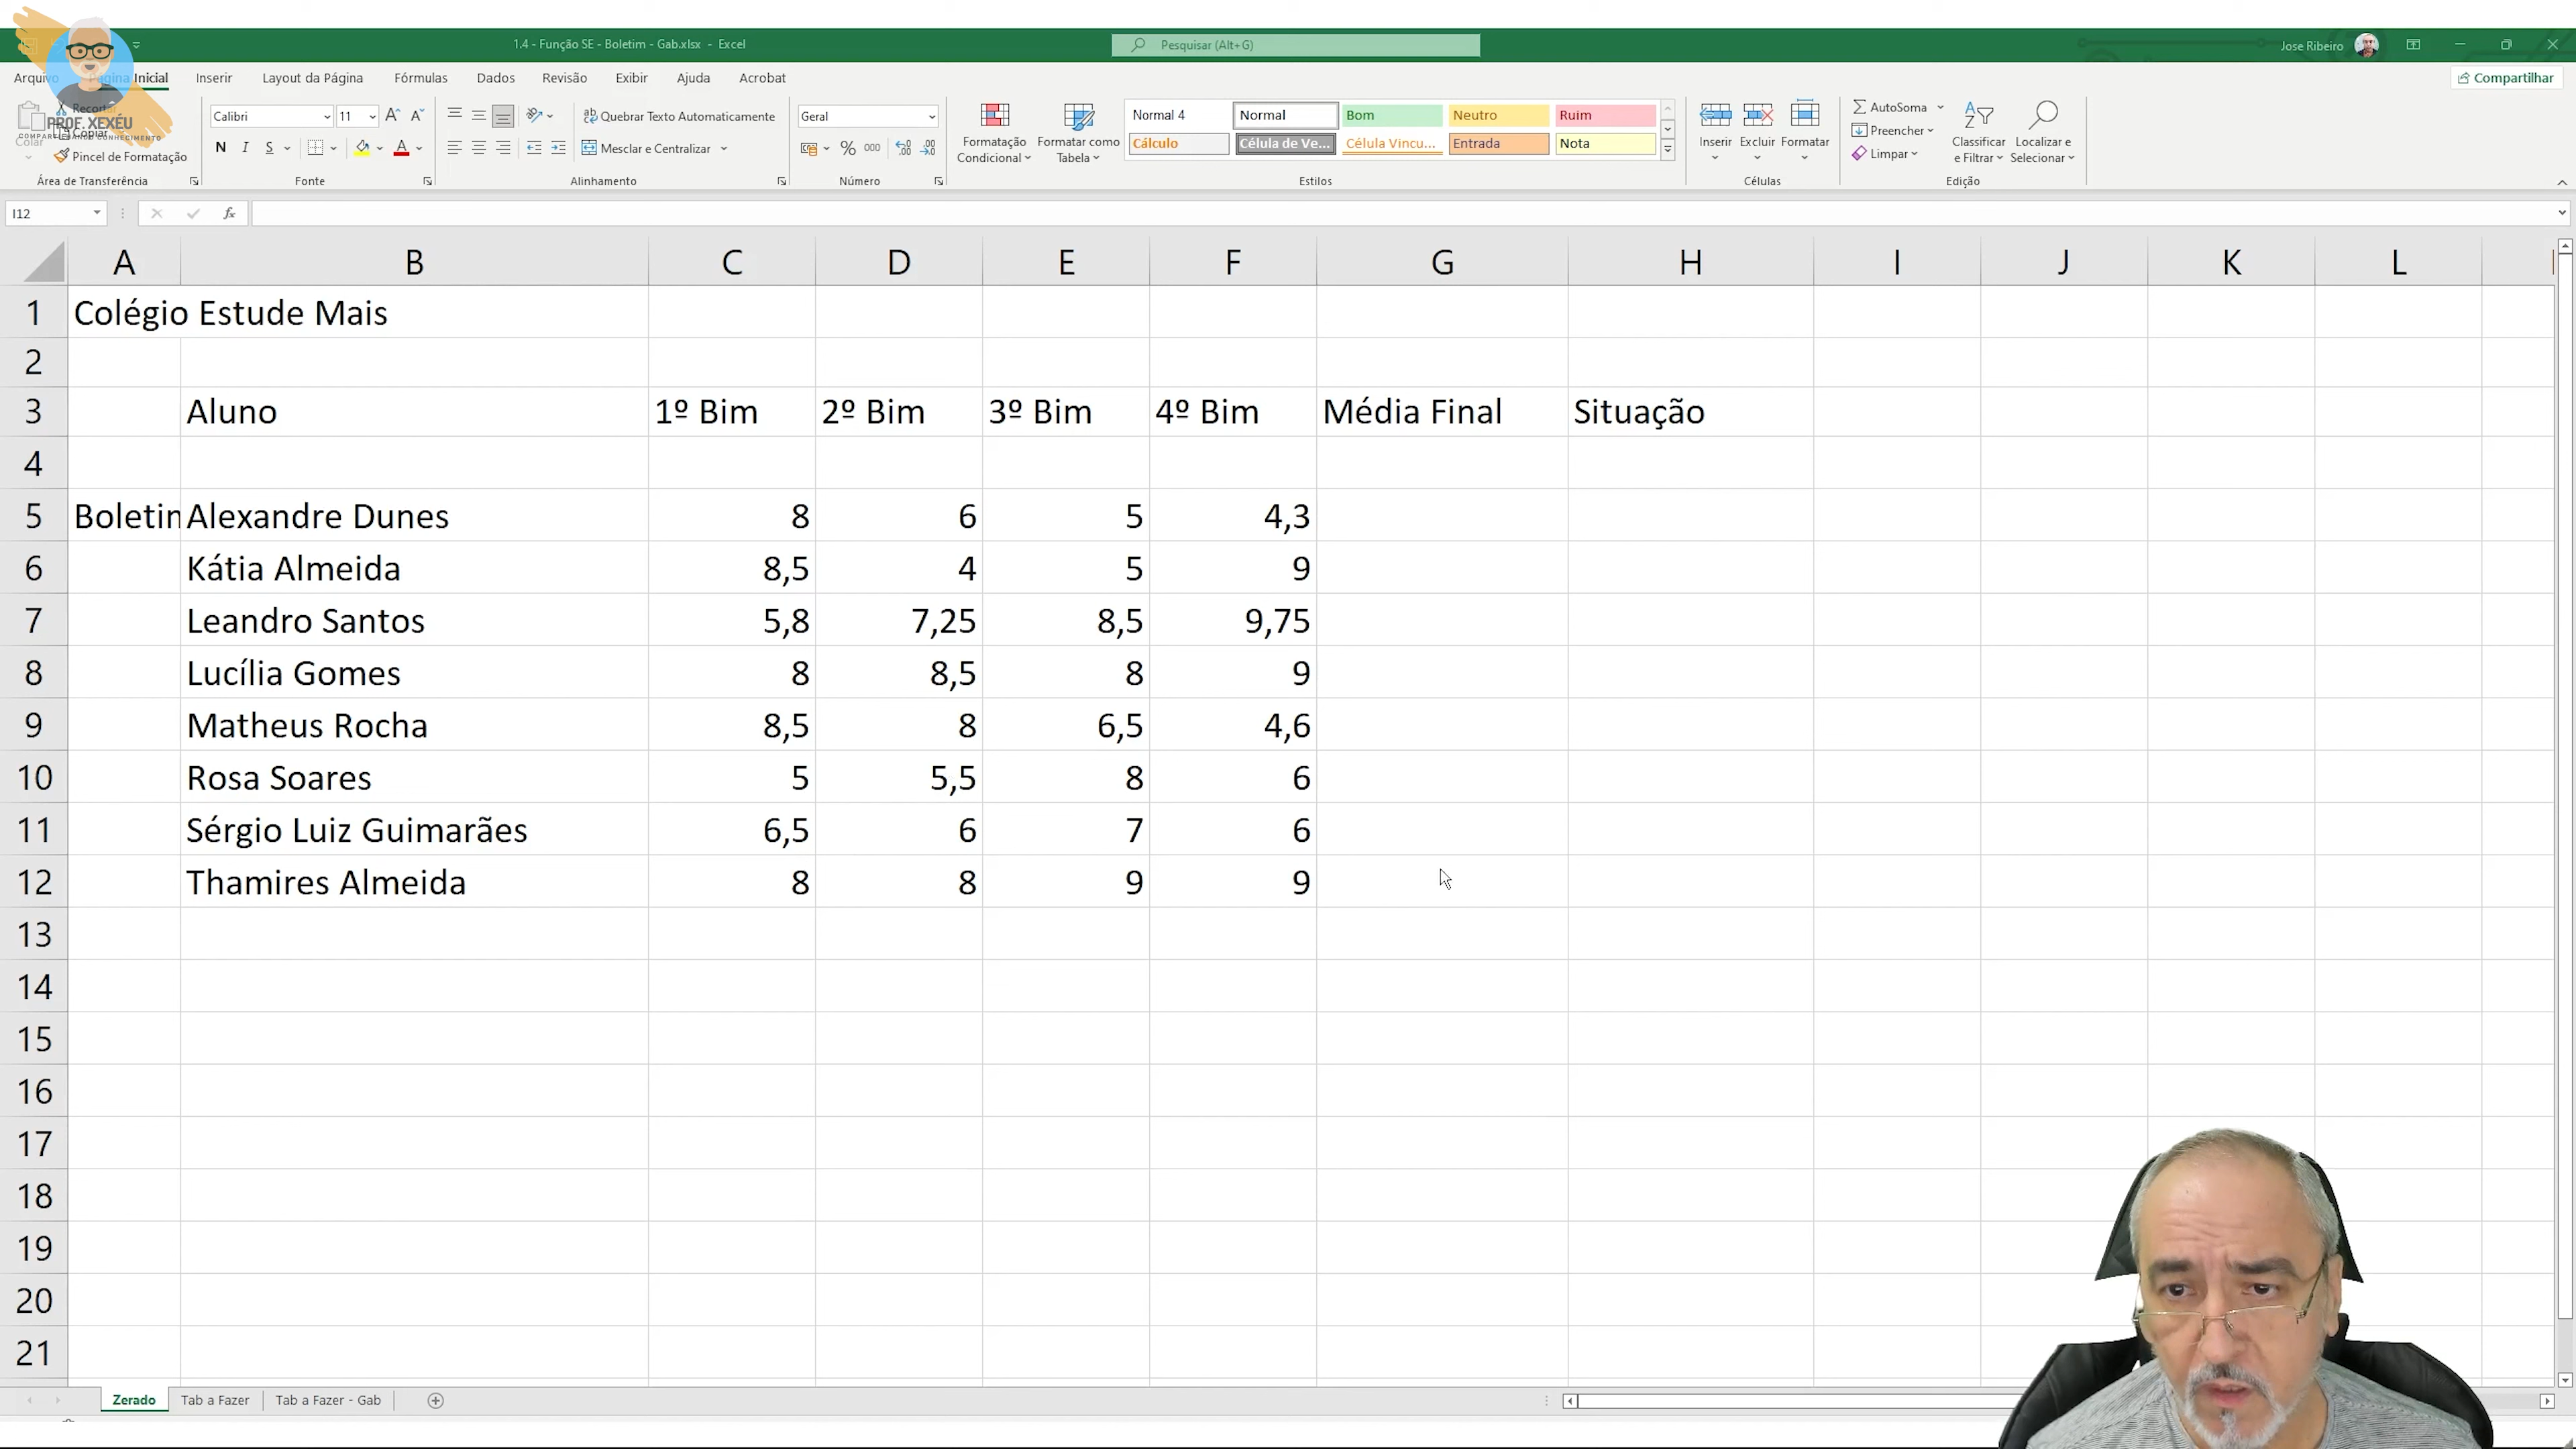 1.4 - Função SE - Boletim - Gab.xlsx - Excel
Pesquisar (Alt+G)
Jose Ribeiro
Arquivo Página Inicial Inserir Layout da Página Fórmulas Dados Revisão Exibir Ajuda Acrobat
Compartilhar
PROF. XEXÉU
COMPARTILHANDO CONHECIMENTO
Colar
Recortar
Copiar
Pincel de Formatação
Área de Transferência
Calibri 11
N I S
Fonte
Quebrar Texto Automaticamente
Mesclar e Centralizar
Alinhamento
Geral
% 000
Número
Formatação Condicional
Formatar como Tabela
Normal 4 Normal Bom Neutro Ruim
Cálculo Célula de Ve... Célula Vincu... Entrada Nota
Estilos
Inserir Excluir Formatar
Células
AutoSoma
Preencher
Limpar
Classificar e Filtrar
Localizar e Selecionar
Edição
I12 fx
A B C D E F G H I J K L
1 Colégio Estude Mais
2
3 Aluno 1º Bim 2º Bim 3º Bim 4º Bim Média Final Situação
4
5 Boletin Alexandre Dunes 8 6 5 4,3
6 Kátia Almeida 8,5 4 5 9
7 Leandro Santos 5,8 7,25 8,5 9,75
8 Lucília Gomes 8 8,5 8 9
9 Matheus Rocha 8,5 8 6,5 4,6
10 Rosa Soares 5 5,5 8 6
11 Sérgio Luiz Guimarães 6,5 6 7 6
12 Thamires Almeida 8 8 9 9
13
14
15
16
17
18
19
20
21
Zerado Tab a Fazer Tab a Fazer - Gab